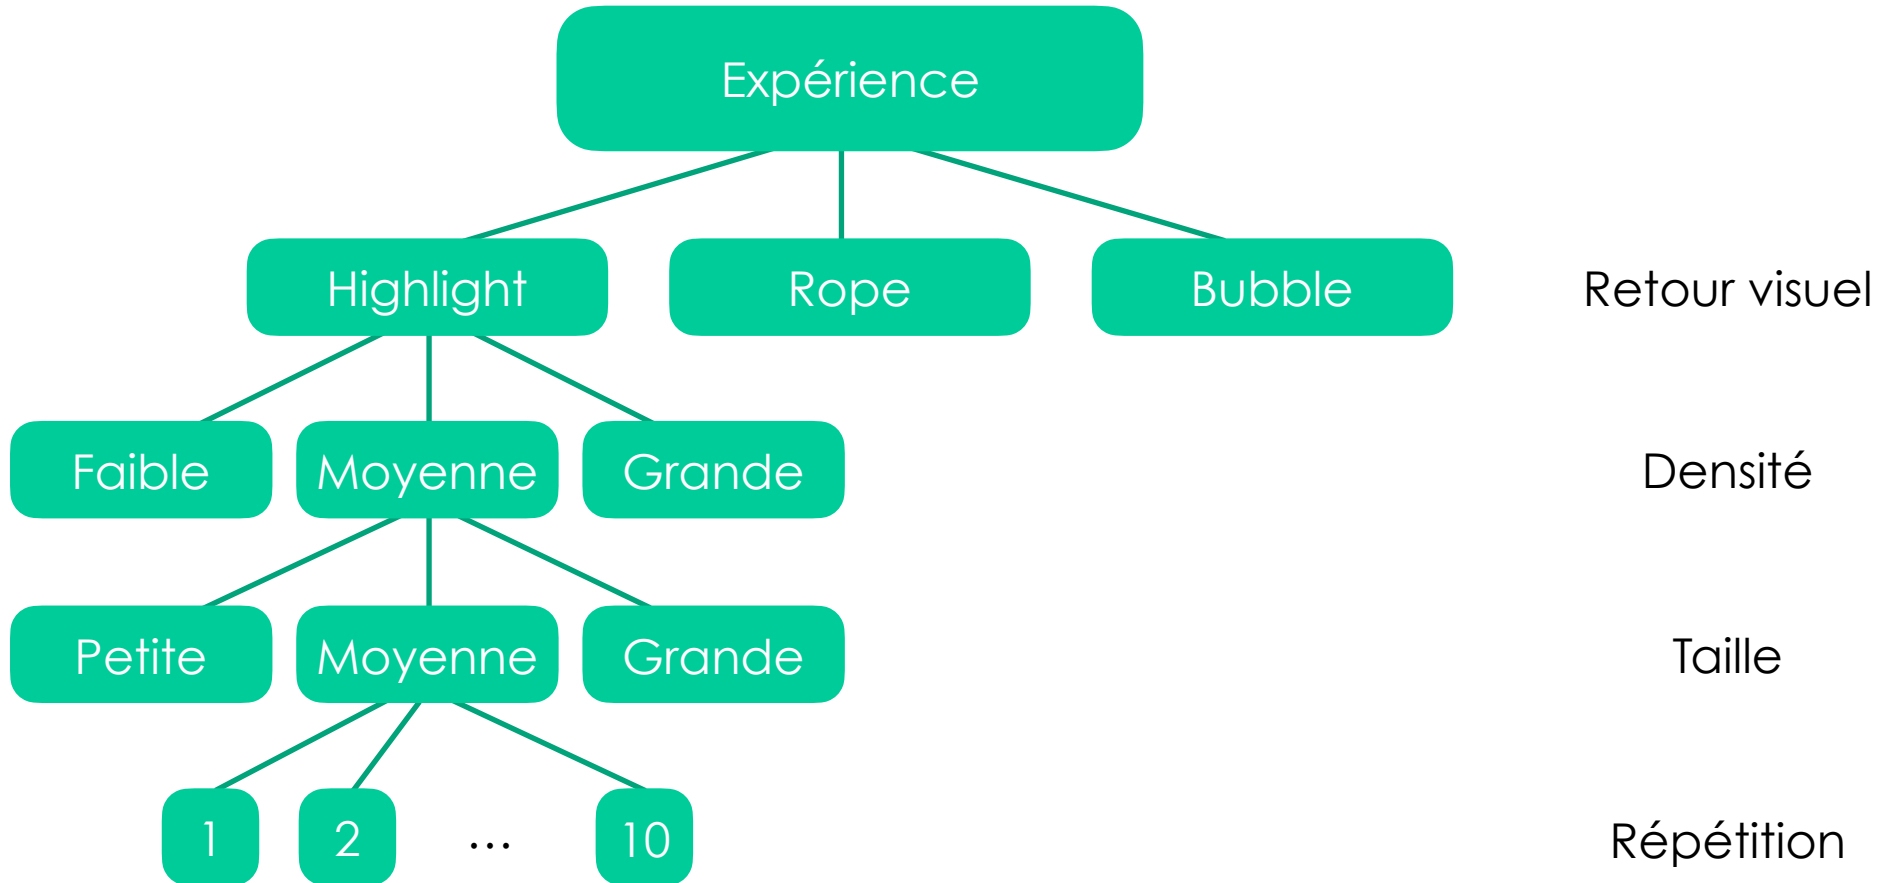 Expérience
Highlight Rope Bubble Retour visuel
Faible Moyenne Grande Densité
Petite Moyenne Grande Taille
1 2 ... 10 Répétition